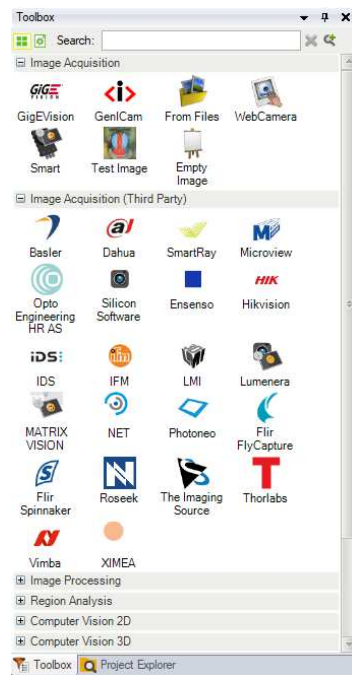 Toolbox
Search:
Image Acquisition
GIGE
VISION
<i>
GigEVision GenICam From Files WebCamera
Smart Test Image Empty
Image
Image Acquisition (Third Party)
Basler Dahua SmartRay Microview
HIK
Opto
Engineering
HR AS
Silicon
Software
Ensenso Hikvision
iDS:
ifm
IDS IFM LMI Lumenera
MATRIX
VISION
NET Photoneo Flir
FlyCapture
Flir
Spinnaker
Roseek The Imaging
Source
Thorlabs
Vimba XIMEA
Image Processing
Region Analysis
Computer Vision 2D
Computer Vision 3D
Toolbox Project Explorer